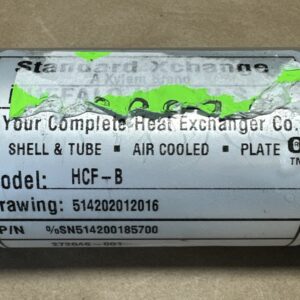 Standard Xchange
A Xylem Brand
Your Complete Heat Exchanger Co.
SHELL & TUBE ▪ AIR COOLED ▪ PLATE
TM
odel: HCF-B
rawing: 514202012016
P/N %SN514200185700